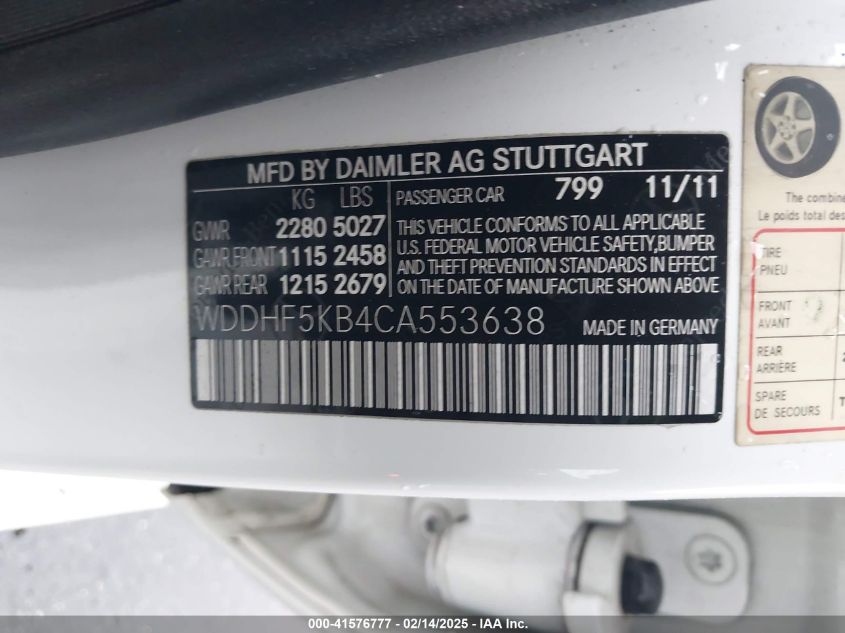 MFD BY DAIMLER AG STUTTGART
KG LBS
GVWR 2280 5027
GAWR FRONT 1115 2458
GAWR REAR 1215 2679
PASSENGER CAR 799 11/11
THIS VEHICLE CONFORMS TO ALL APPLICABLE
U.S. FEDERAL MOTOR VEHICLE SAFETY,BUMPER
AND THEFT PREVENTION STANDARDS IN EFFECT
ON THE DATE OF MANUFACTURE SHOWN ABOVE
WDDHF5KB4CA553638 MADE IN GERMANY
The combine
Le poids total des
TIRE
PNEU
FRONT
AVANT
REAR
ARRIÈRE
SPARE
DE SECOURS
000-41576777 - 02/14/2025 - IAA Inc.